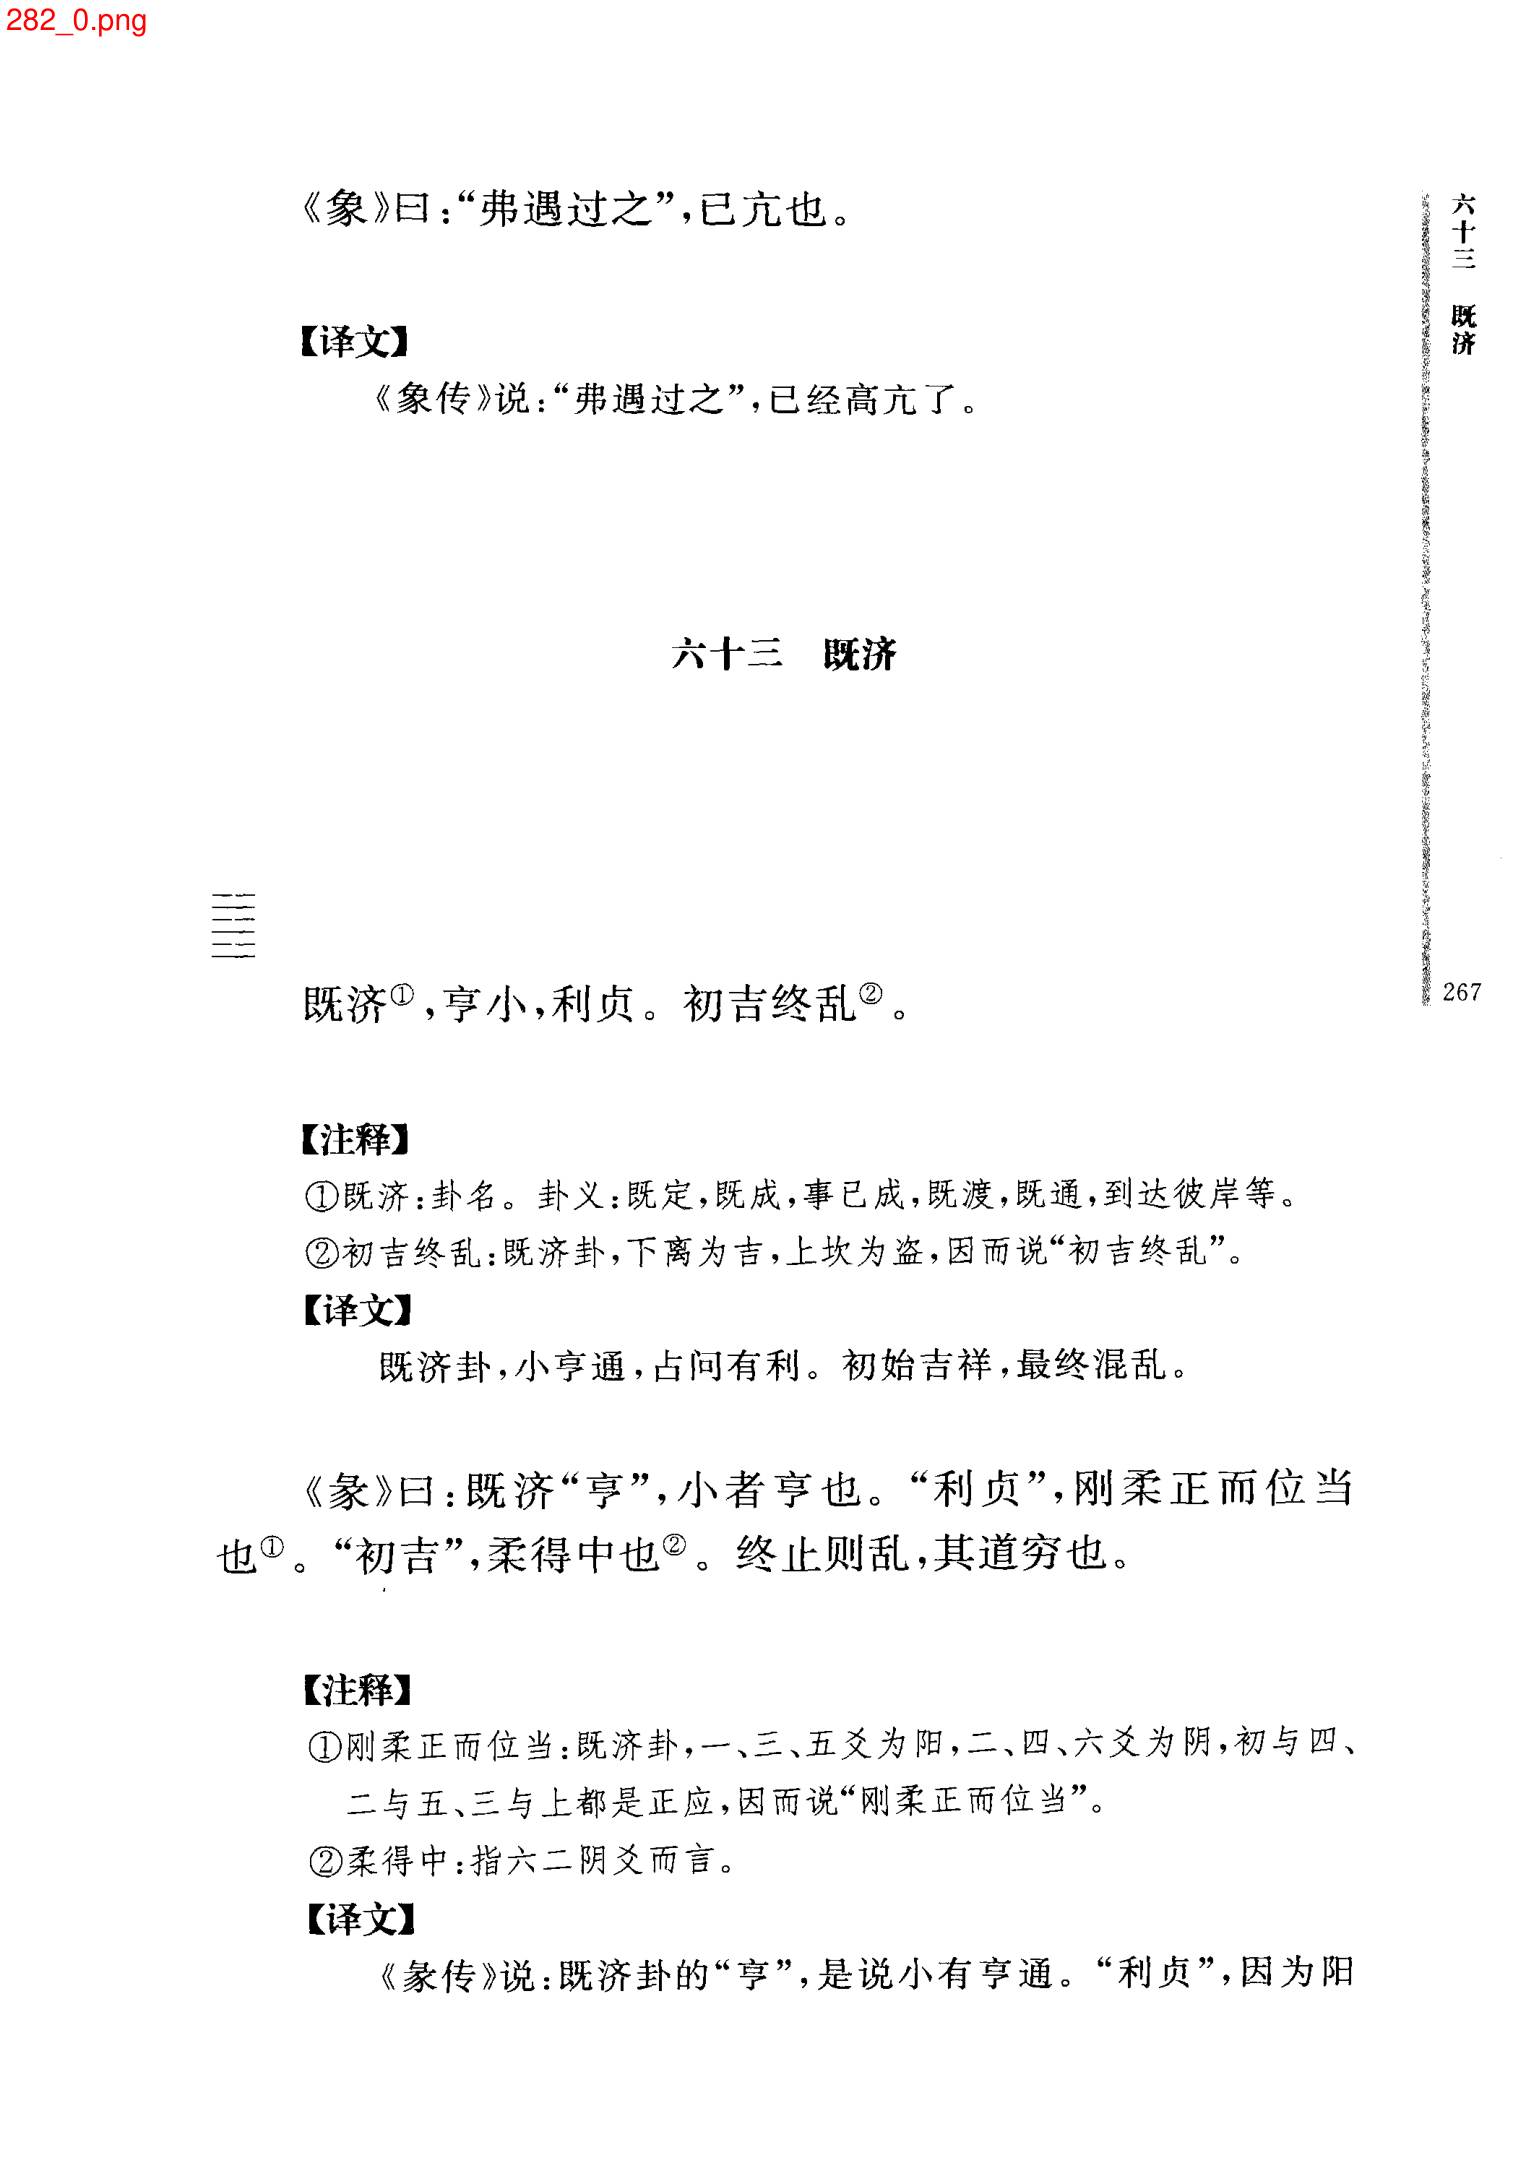 282_0.png
《象》曰：“弗遇过之”，已亢也。
【译文】
《象传》说：“弗遇过之”，已经高亢了。
六十三　既济
既济①，亨小，利贞。初吉终乱②。
【注释】
①既济：卦名。卦义：既定，既成，事已成，既渡，既通，到达彼岸等。
②初吉终乱：既济卦，下离为吉，上坎为盗，因而说“初吉终乱”。
【译文】
既济卦，小亨通，占问有利。初始吉祥，最终混乱。
《彖》曰：既济“亨”，小者亨也。“利贞”，刚柔正而位当
也①。“初吉”，柔得中也②。终止则乱，其道穷也。
【注释】
①刚柔正而位当：既济卦，一、三、五爻为阳，二、四、六爻为阴，初与四、
二与五、三与上都是正应，因而说“刚柔正而位当”。
②柔得中：指六二阴爻而言。
【译文】
《彖传》说：既济卦的“亨”，是说小有亨通。“利贞”，因为阳
六十三　既济
267